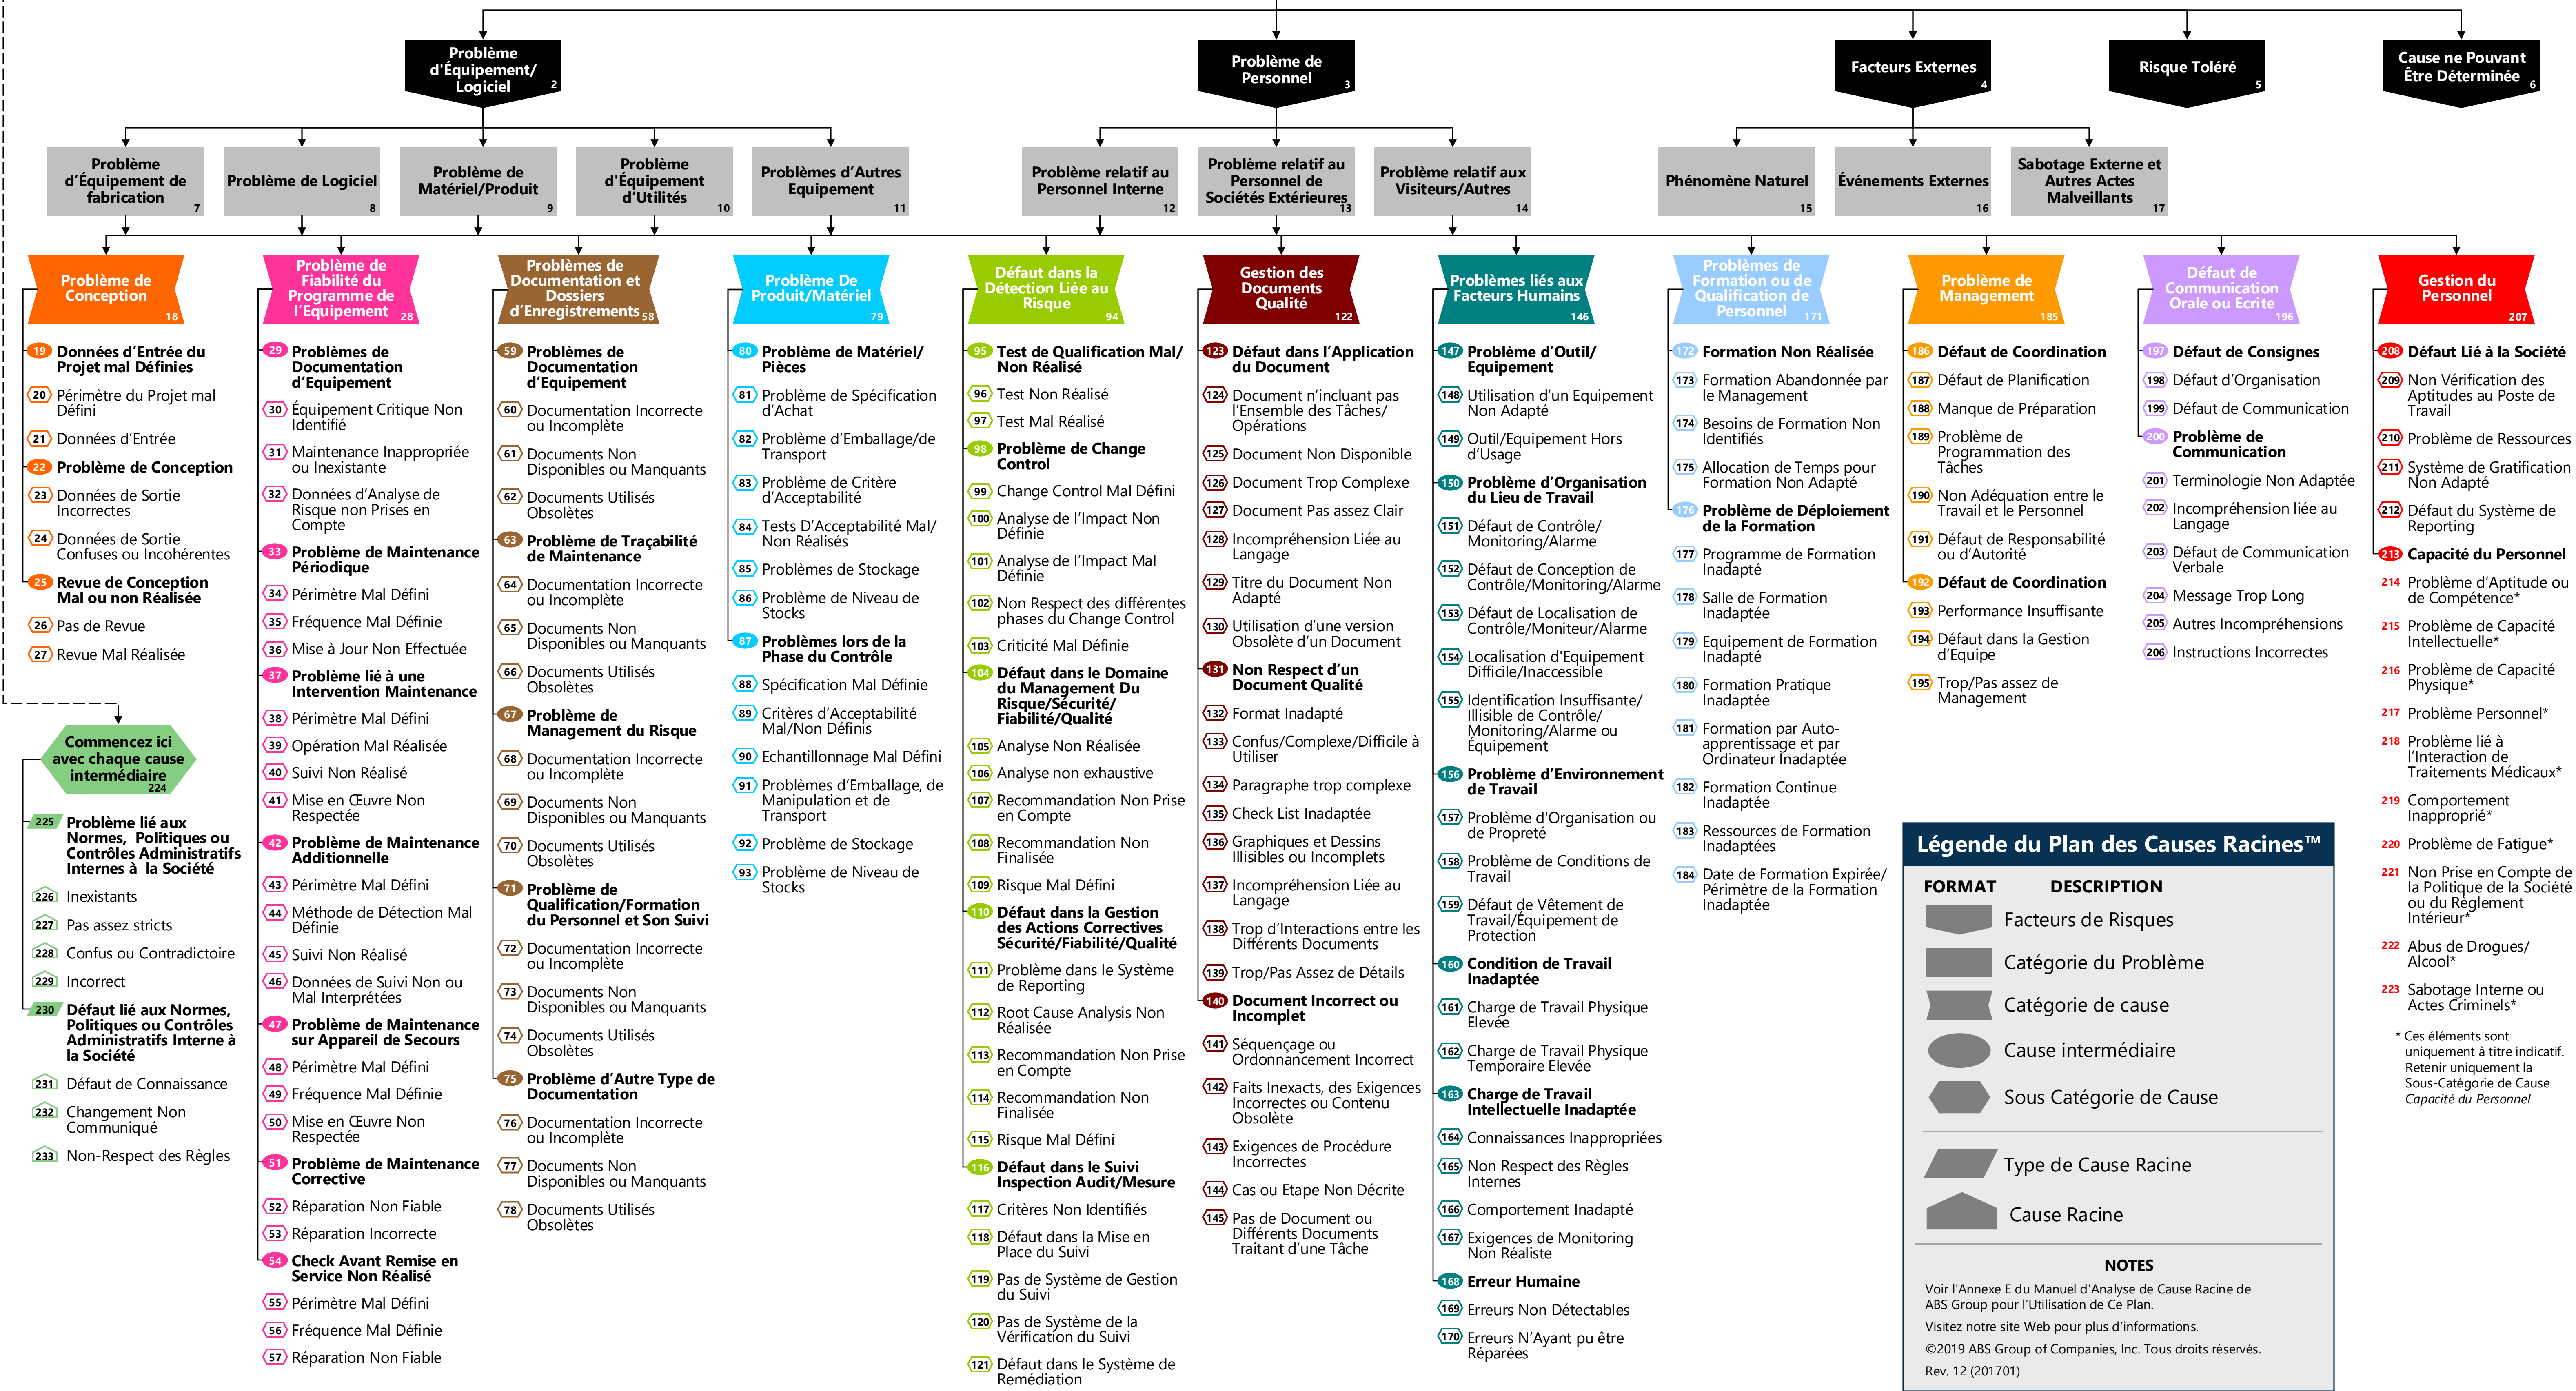 Problème
d'Équipement/
Logiciel
2
Problème de
Personnel
3
Facteurs Externes
4
Risque Toléré
5
Cause ne Pouvant
Être Déterminée
6
Problème
d’Équipement de
fabrication
7
Problème de Logiciel
8
Problème de
Matériel/Produit
9
Problème
d'Équipement
d’Utilités
10
Problèmes d’Autres
Equipement
11
Problème relatif au
Personnel Interne
12
Problème relatif au
Personnel de
Sociétés Extérieures
13
Problème relatif aux
Visiteurs/Autres
14
Phénomène Naturel
15
Événements Externes
16
Sabotage Externe et
Autres Actes
Malveillants
17
Problème de
Conception
18
19 Données d’Entrée du
Projet mal Définies
20 Périmètre du Projet mal
Défini
21 Données d’Entrée
22 Problème de Conception
23 Données de Sortie
Incorrectes
24 Données de Sortie
Confuses ou Incohérentes
25 Revue de Conception
Mal ou non Réalisée
26 Pas de Revue
27 Revue Mal Réalisée
Commencez ici
avec chaque cause
intermédiaire
224
225 Problème lié aux
Normes, Politiques ou
Contrôles Administratifs
Internes à la Société
226 Inexistants
227 Pas assez stricts
228 Confus ou Contradictoire
229 Incorrect
230 Défaut lié aux Normes,
Politiques ou Contrôles
Administratifs Interne à
la Société
231 Défaut de Connaissance
232 Changement Non
Communiqué
233 Non-Respect des Règles
Problème de
Fiabilité du
Programme de
l’Equipement
28
29 Problèmes de
Documentation
d’Equipement
30 Équipement Critique Non
Identifié
31 Maintenance Inappropriée
ou Inexistante
32 Données d’Analyse de
Risque non Prises en
Compte
33 Problème de Maintenance
Périodique
34 Périmètre Mal Défini
35 Fréquence Mal Définie
36 Mise à Jour Non Effectuée
37 Problème lié à une
Intervention Maintenance
38 Périmètre Mal Défini
39 Opération Mal Réalisée
40 Suivi Non Réalisé
41 Mise en Œuvre Non
Respectée
42 Problème de Maintenance
Additionnelle
43 Périmètre Mal Défini
44 Méthode de Détection Mal
Définie
45 Suivi Non Réalisé
46 Données de Suivi Non ou
Mal Interprétées
47 Problème de Maintenance
sur Appareil de Secours
48 Périmètre Mal Défini
49 Fréquence Mal Définie
50 Mise en Œuvre Non
Respectée
51 Problème de Maintenance
Corrective
52 Réparation Non Fiable
53 Réparation Incorrecte
54 Check Avant Remise en
Service Non Réalisé
55 Périmètre Mal Défini
56 Fréquence Mal Définie
57 Réparation Non Fiable
Problèmes de
Documentation et
Dossiers
d’Enregistrements
58
59 Problèmes de
Documentation
d’Equipement
60 Documentation Incorrecte
ou Incomplète
61 Documents Non
Disponibles ou Manquants
62 Documents Utilisés
Obsolètes
63 Problème de Traçabilité
de Maintenance
64 Documentation Incorrecte
ou Incomplète
65 Documents Non
Disponibles ou Manquants
66 Documents Utilisés
Obsolètes
67 Problème de
Management du Risque
68 Documentation Incorrecte
ou Incomplète
69 Documents Non
Disponibles ou Manquants
70 Documents Utilisés
Obsolètes
71 Problème de
Qualification/Formation
du Personnel et Son Suivi
72 Documentation Incorrecte
ou Incomplète
73 Documents Non
Disponibles ou Manquants
74 Documents Utilisés
Obsolètes
75 Problème d’Autre Type de
Documentation
76 Documentation Incorrecte
ou Incomplète
77 Documents Non
Disponibles ou Manquants
78 Documents Utilisés
Obsolètes
Problème De
Produit/Matériel
79
80 Problème de Matériel/
Pièces
81 Problème de Spécification
d’Achat
82 Problème d’Emballage/de
Transport
83 Problème de Critère
d’Acceptabilité
84 Tests D’Acceptabilité Mal/
Non Réalisés
85 Problèmes de Stockage
86 Problème de Niveau de
Stocks
87 Problèmes lors de la
Phase du Contrôle
88 Spécification Mal Définie
89 Critères d’Acceptabilité
Mal/Non Définis
90 Echantillonnage Mal Défini
91 Problèmes d’Emballage, de
Manipulation et de
Transport
92 Problème de Stockage
93 Problème de Niveau de
Stocks
Défaut dans la
Détection Liée au
Risque
94
95 Test de Qualification Mal/
Non Réalisé
96 Test Non Réalisé
97 Test Mal Réalisé
98 Problème de Change
Control
99 Change Control Mal Défini
100 Analyse de l’Impact Non
Définie
101 Analyse de l’Impact Mal
Définie
102 Non Respect des différentes
phases du Change Control
103 Criticité Mal Définie
104 Défaut dans le Domaine
du Management Du
Risque/Sécurité/
Fiabilité/Qualité
105 Analyse Non Réalisée
106 Analyse non exhaustive
107 Recommandation Non Prise
en Compte
108 Recommandation Non
Finalisée
109 Risque Mal Défini
110 Défaut dans la Gestion
des Actions Correctives
Sécurité/Fiabilité/Qualité
111 Problème dans le Système
de Reporting
112 Root Cause Analysis Non
Réalisée
113 Recommandation Non Prise
en Compte
114 Recommandation Non
Finalisée
115 Risque Mal Défini
116 Défaut dans le Suivi
Inspection Audit/Mesure
117 Critères Non Identifiés
118 Défaut dans la Mise en
Place du Suivi
119 Pas de Système de Gestion
du Suivi
120 Pas de Système de la
Vérification du Suivi
121 Défaut dans le Système de
Remédiation
Gestion des
Documents
Qualité
122
123 Défaut dans l’Application
du Document
124 Document n’incluant pas
l’Ensemble des Tâches/
Opérations
125 Document Non Disponible
126 Document Trop Complexe
127 Document Pas assez Clair
128 Incompréhension Liée au
Langage
129 Titre du Document Non
Adapté
130 Utilisation d’une version
Obsolète d’un Document
131 Non Respect d’un
Document Qualité
132 Format Inadapté
133 Confus/Complexe/Difficile à
Utiliser
134 Paragraphe trop complexe
135 Check List Inadaptée
136 Graphiques et Dessins
Illisibles ou Incomplets
137 Incompréhension Liée au
Langage
138 Trop d’Interactions entre les
Différents Documents
139 Trop/Pas Assez de Détails
140 Document Incorrect ou
Incomplet
141 Séquençage ou
Ordonnancement Incorrect
142 Faits Inexacts, des Exigences
Incorrectes ou Contenu
Obsolète
143 Exigences de Procédure
Incorrectes
144 Cas ou Etape Non Décrite
145 Pas de Document ou
Différents Documents
Traitant d’une Tâche
Problèmes liés aux
Facteurs Humains
146
147 Problème d’Outil/
Equipement
148 Utilisation d’un Equipement
Non Adapté
149 Outil/Equipement Hors
d’Usage
150 Problème d’Organisation
du Lieu de Travail
151 Défaut de Contrôle/
Monitoring/Alarme
152 Défaut de Conception de
Contrôle/Monitoring/Alarme
153 Défaut de Localisation de
Contrôle/Moniteur/Alarme
154 Localisation d'Equipement
Difficile/Inaccessible
155 Identification Insuffisante/
Illisible de Contrôle/
Monitoring/Alarme ou
Équipement
156 Problème d’Environnement
de Travail
157 Problème d'Organisation ou
de Propreté
158 Problème de Conditions de
Travail
159 Défaut de Vêtement de
Travail/Équipement de
Protection
160 Condition de Travail
Inadaptée
161 Charge de Travail Physique
Elevée
162 Charge de Travail Physique
Temporaire Elevée
163 Charge de Travail
Intellectuelle Inadaptée
164 Connaissances Inappropriées
165 Non Respect des Règles
Internes
166 Comportement Inadapté
167 Exigences de Monitoring
Non Réaliste
168 Erreur Humaine
169 Erreurs Non Détectables
170 Erreurs N’Ayant pu être
Réparées
Problèmes de
Formation ou de
Qualification de
Personnel
171
172 Formation Non Réalisée
173 Formation Abandonnée par
le Management
174 Besoins de Formation Non
Identifiés
175 Allocation de Temps pour
Formation Non Adapté
176 Problème de Déploiement
de la Formation
177 Programme de Formation
Inadapté
178 Salle de Formation
Inadaptée
179 Equipement de Formation
Inadapté
180 Formation Pratique
Inadaptée
181 Formation par Auto-
apprentissage et par
Ordinateur Inadaptée
182 Formation Continue
Inadaptée
183 Ressources de Formation
Inadaptées
184 Date de Formation Expirée/
Périmètre de la Formation
Inadaptée
Problème de
Management
185
186 Défaut de Coordination
187 Défaut de Planification
188 Manque de Préparation
189 Problème de
Programmation des
Tâches
190 Non Adéquation entre le
Travail et le Personnel
191 Défaut de Responsabilité
ou d’Autorité
192 Défaut de Coordination
193 Performance Insuffisante
194 Défaut dans la Gestion
d’Equipe
195 Trop/Pas assez de
Management
Défaut de
Communication
Orale ou Ecrite
196
197 Défaut de Consignes
198 Défaut d’Organisation
199 Défaut de Communication
200 Problème de
Communication
201 Terminologie Non Adaptée
202 Incompréhension liée au
Langage
203 Défaut de Communication
Verbale
204 Message Trop Long
205 Autres Incompréhensions
206 Instructions Incorrectes
Gestion du
Personnel
207
208 Défaut Lié à la Société
209 Non Vérification des
Aptitudes au Poste de
Travail
210 Problème de Ressources
211 Système de Gratification
Non Adapté
212 Défaut du Système de
Reporting
213 Capacité du Personnel
214 Problème d’Aptitude ou
de Compétence*
215 Problème de Capacité
Intellectuelle*
216 Problème de Capacité
Physique*
217 Problème Personnel*
218 Problème lié à
l’Interaction de
Traitements Médicaux*
219 Comportement
Inapproprié*
220 Problème de Fatigue*
221 Non Prise en Compte de
la Politique de la Société
ou du Règlement
Intérieur*
222 Abus de Drogues/
Alcool*
223 Sabotage Interne ou
Actes Criminels*
* Ces éléments sont
uniquement à titre indicatif.
Retenir uniquement la
Sous-Catégorie de Cause
Capacité du Personnel
Légende du Plan des Causes Racines™
FORMAT DESCRIPTION
Facteurs de Risques
Catégorie du Problème
Catégorie de cause
Cause intermédiaire
Sous Catégorie de Cause
Type de Cause Racine
Cause Racine
NOTES
Voir l'Annexe E du Manuel d'Analyse de Cause Racine de
ABS Group pour l’Utilisation de Ce Plan.
Visitez notre site Web pour plus d’informations.
©2019 ABS Group of Companies, Inc. Tous droits réservés.
Rev. 12 (201701)